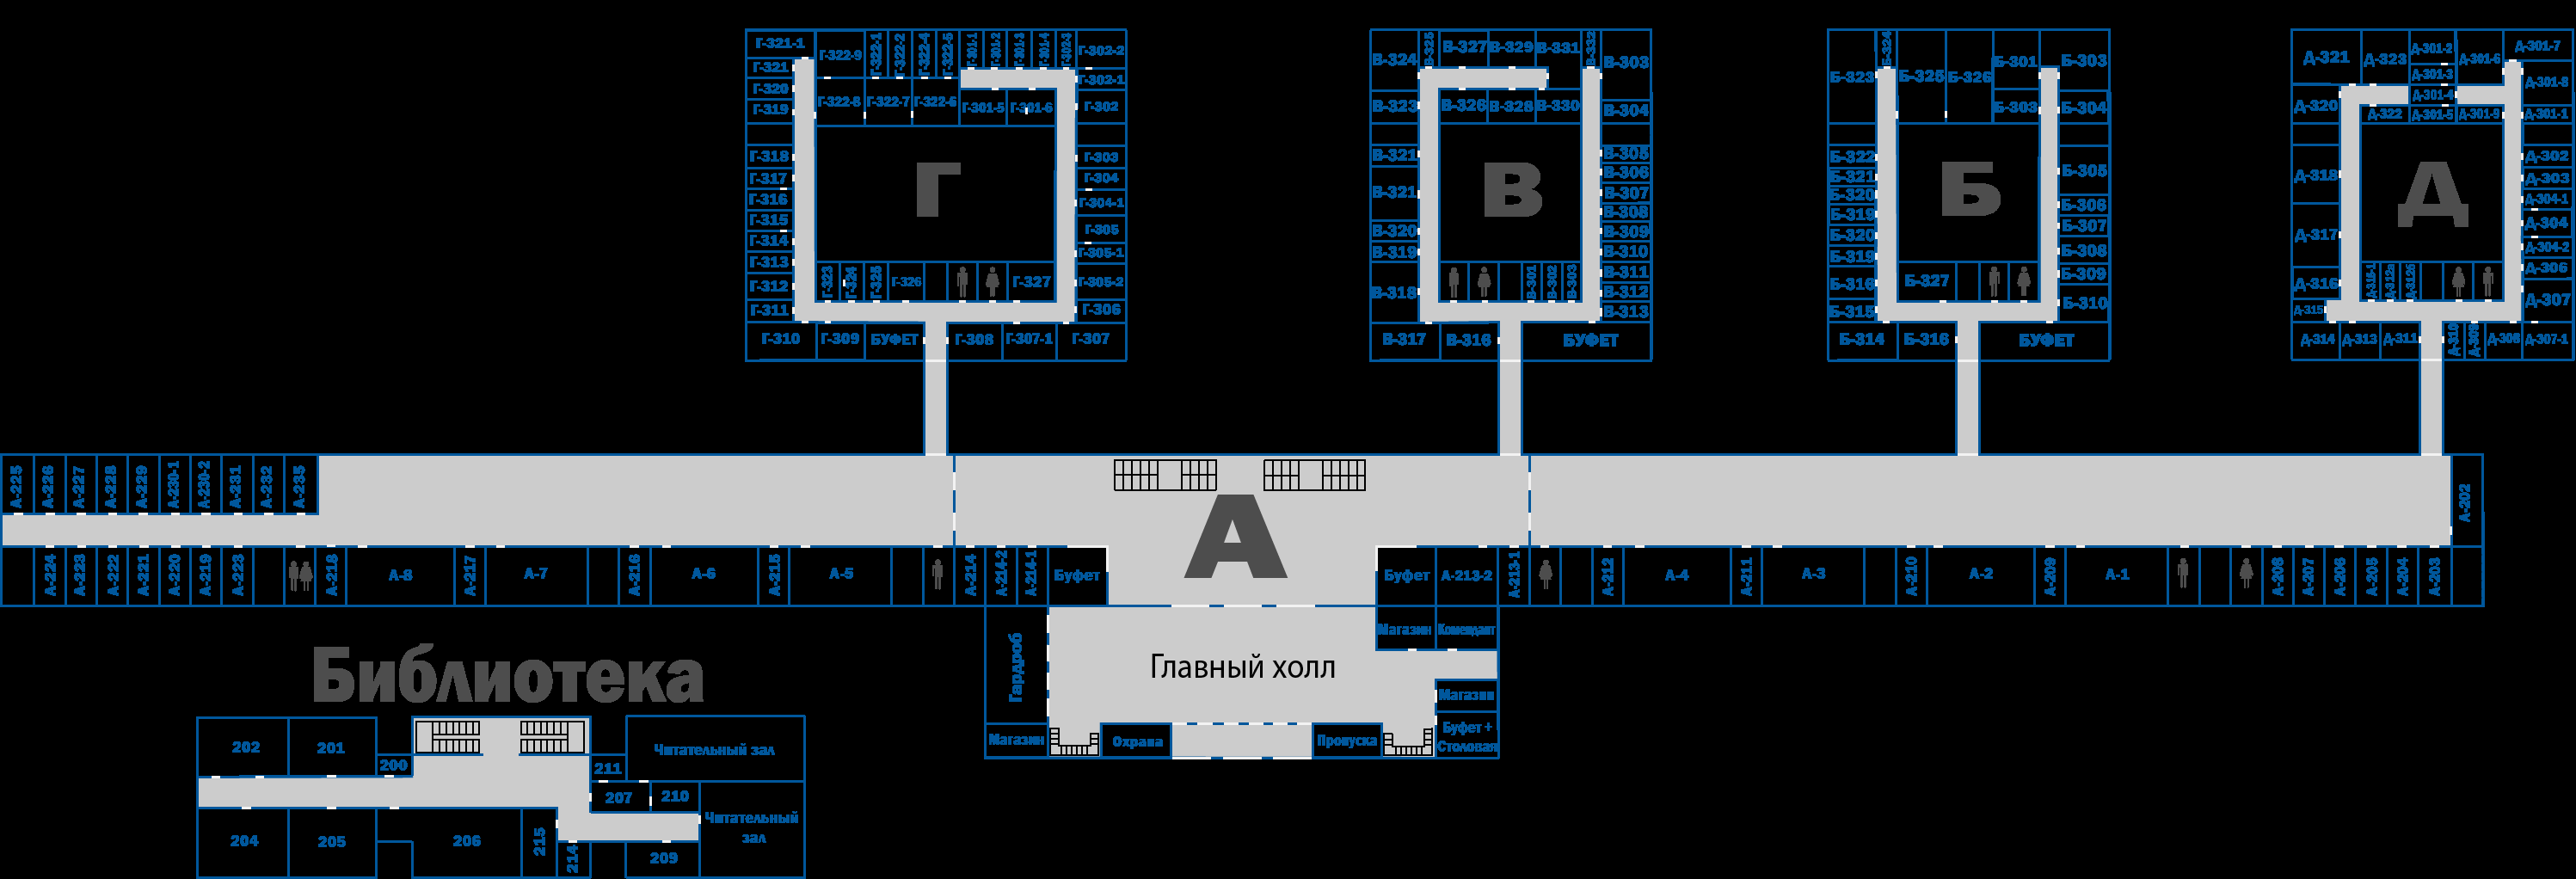 Г-321-1
Г-321
Г-320
Г-319
Г-318
Г-317
Г-316
Г-315
Г-314
Г-313
Г-312
Г-311
Г-310
Г-309
БУФЕТ
Г-308
Г-307-1
Г-307
Г-322-9
Г-322-1
Г-322-2
Г-322-4
Г-322-5
Г-301-1
Г-301-2
Г-301-3
Г-301-4
Г-302-3
Г-302-2
Г-302-1
Г-302
Г-322-8
Г-322-7
Г-322-6
Г-301-5
Г-301-6
Г-303
Г-304
Г-304-1
Г-305
Г-305-1
Г-305-2
Г-306
Г
Г-323
Г-324
Г-325
Г-326
Г-327
В-324
В-325
В-327
В-329
В-331
В-332
В-303
В-323
В-326
В-328
В-330
В-304
В-321
В-321
В-320
В-319
В-318
В-317
В-316
БУФЕТ
В
В-301
В-302
В-303
В-305
В-306
В-307
В-308
В-309
В-310
В-311
В-312
В-313
Б-323
Б-324
Б-325
Б-326
Б-301
Б-303
Б-303
Б-304
Б-322
Б-321
Б-320
Б-319
Б-320
Б-319
Б-316
Б-315
Б-314
Б-316
БУФЕТ
Б
Б-327
Б-305
Б-306
Б-307
Б-308
Б-309
Б-310
Д-321
Д-323
Д-301-2
Д-301-3
Д-301-4
Д-301-5
Д-301-6
Д-301-7
Д-301-8
Д-301-9
Д-301-1
Д-320
Д-322
Д-318
Д-317
Д-316
Д-315
Д-314
Д-313
Д-311
Д-310
Д-309
Д-308
Д-307-1
Д
Д-315-1
Д-312а
Д-312б
Д-302
Д-303
Д-304-1
Д-304
Д-304-2
Д-306
Д-307
А-225
А-226
А-227
А-228
А-229
А-230-1
А-230-2
А-231
А-232
А-235
А
А-202
А-224
А-223
А-222
А-221
А-220
А-219
А-223
А-218
А-8
А-217
А-7
А-216
А-6
А-215
А-5
А-214
А-214-2
А-214-1
Буфет
Буфет
А-213-2
А-213-1
А-212
А-4
А-211
А-3
А-210
А-2
А-209
А-1
А-208
А-207
А-206
А-205
А-204
А-203
Гардроб
Главный холл
Магазин
Комендант
Магазин
Буфет +
Столовая
Магазин
Охрана
Пропуска
Библиотека
202
201
200
211
Читательный зал
207
210
Читательный
зал
204
205
206
215
214
209